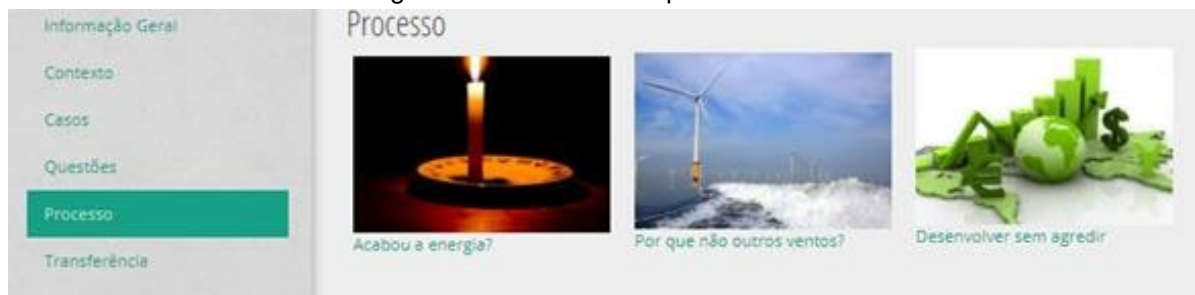 Informação Geral
Contexto
Casos
Questões
Processo
Transferência
Processo
Acabou a energia?
Por que não outros ventos?
Desenvolver sem agredir